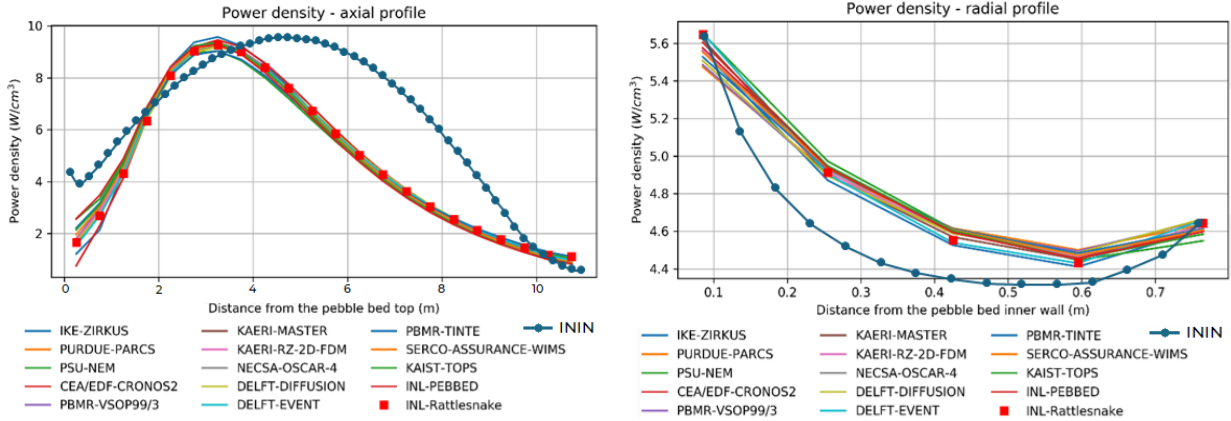 Power density - axial profile
Power density (W/cm³)
10
8
6
4
2
0 2 4 6 8 10
Distance from the pebble bed top (m)
IKE-ZIRKUS KAERI-MASTER PBMR-TINTE ININ
PURDUE-PARCS KAERI-RZ-2D-FDM SERCO-ASSURANCE-WIMS
PSU-NEM NECSA-OSCAR-4 KAIST-TOPS
CEA/EDF-CRONOS2 DELFT-DIFFUSION INL-PEBBED
PBMR-VSOP99/3 DELFT-EVENT INL-Rattlesnake
Power density - radial profile
Power density (W/cm³)
5.6
5.4
5.2
5.0
4.8
4.6
4.4
0.1 0.2 0.3 0.4 0.5 0.6 0.7
Distance from the pebble bed inner wall (m)
IKE-ZIRKUS KAERI-MASTER PBMR-TINTE ININ
PURDUE-PARCS KAERI-RZ-2D-FDM SERCO-ASSURANCE-WIMS
PSU-NEM NECSA-OSCAR-4 KAIST-TOPS
CEA/EDF-CRONOS2 DELFT-DIFFUSION INL-PEBBED
PBMR-VSOP99/3 DELFT-EVENT INL-Rattlesnake